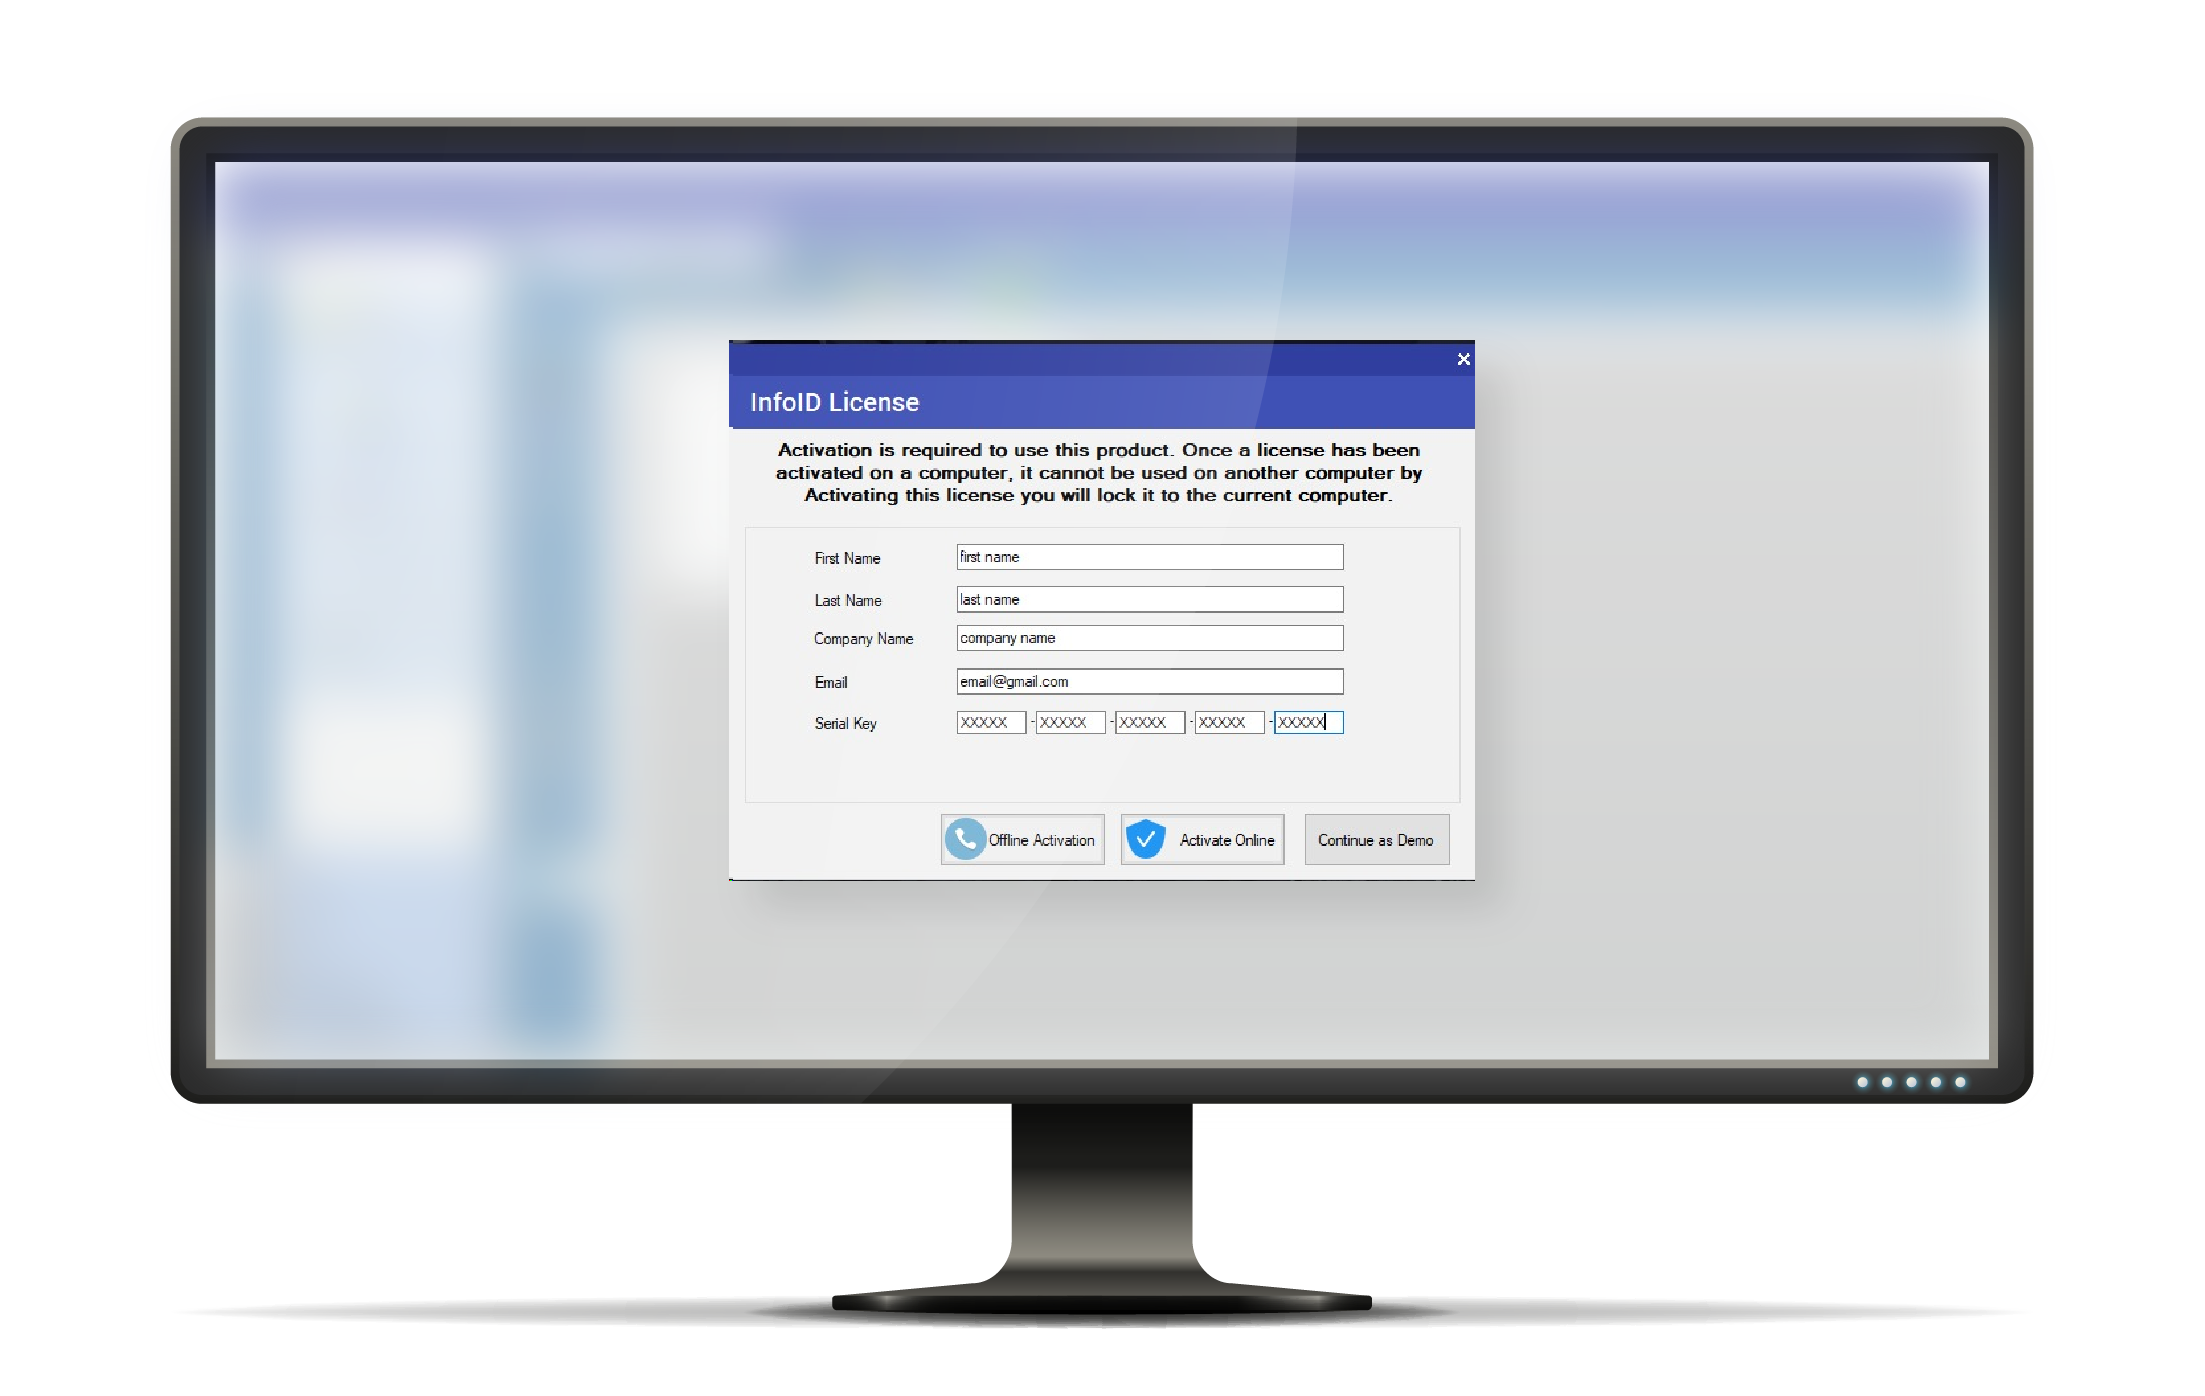 InfoID License
Activation is required to use this product. Once a license has been
activated on a computer, it cannot be used on another computer by
Activating this license you will lock it to the current computer.
First Name first name
Last Name last name
Company Name company name
Email email@gmail.com
Serial Key XXXXX - XXXXX - XXXXX - XXXXX - XXXXX
Offline Activation Activate Online Continue as Demo